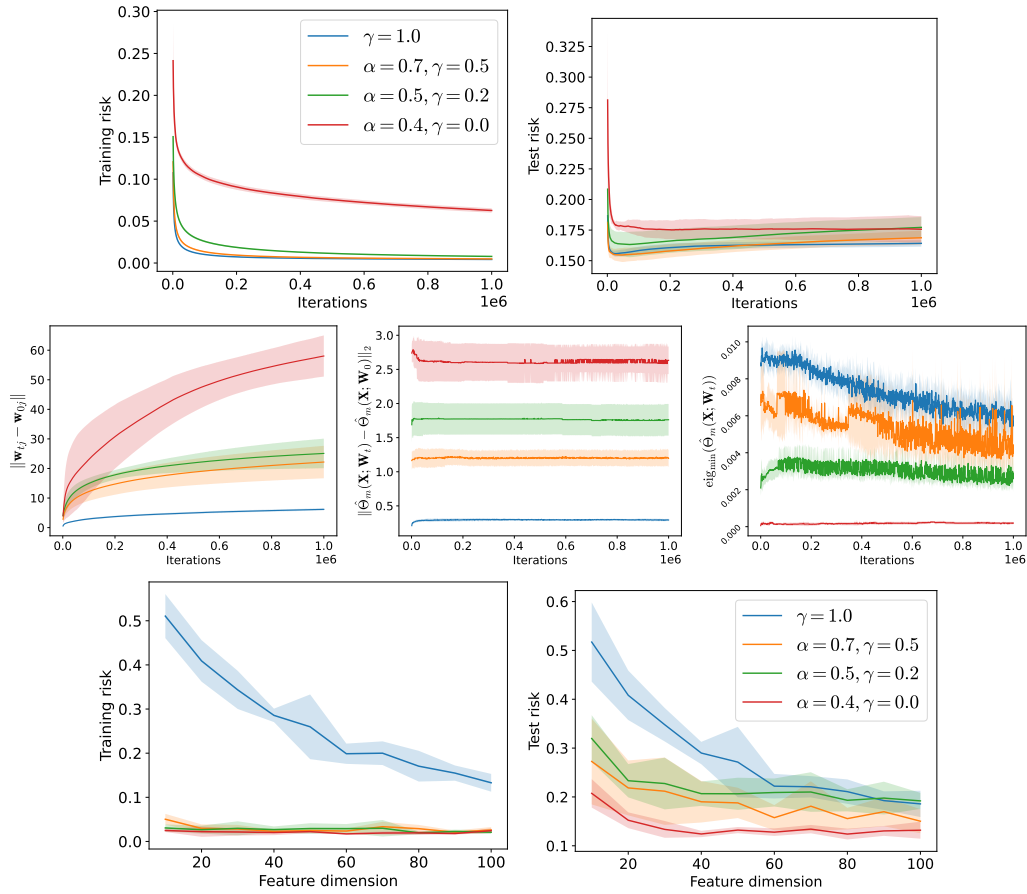 Training risk
0.30
0.25
0.20
0.15
0.10
0.05
0.00
γ = 1.0
α = 0.7, γ = 0.5
α = 0.5, γ = 0.2
α = 0.4, γ = 0.0
0.0 0.2 0.4 0.6 0.8 1.0
Iterations
1e6
Test risk
0.325
0.300
0.275
0.250
0.225
0.200
0.175
0.150
0.0 0.2 0.4 0.6 0.8 1.0
Iterations
1e6
‖w_{tj} − w_{0j}‖
60
50
40
30
20
10
0
0.0 0.2 0.4 0.6 0.8 1.0
Iterations
1e6
‖Θ̂_m(X; W_t) − Θ̂_m(X; W_0)‖_2
3.0
2.5
2.0
1.5
1.0
0.5
0.0 0.2 0.4 0.6 0.8 1.0
Iterations
1e6
eig_min(Θ̂_m(X; W_t))
0.010
0.008
0.006
0.004
0.002
0.000
0.0 0.2 0.4 0.6 0.8 1.0
Iterations
1e6
Training risk
0.5
0.4
0.3
0.2
0.1
0.0
20 40 60 80 100
Feature dimension
Test risk
0.6
0.5
0.4
0.3
0.2
0.1
γ = 1.0
α = 0.7, γ = 0.5
α = 0.5, γ = 0.2
α = 0.4, γ = 0.0
20 40 60 80 100
Feature dimension